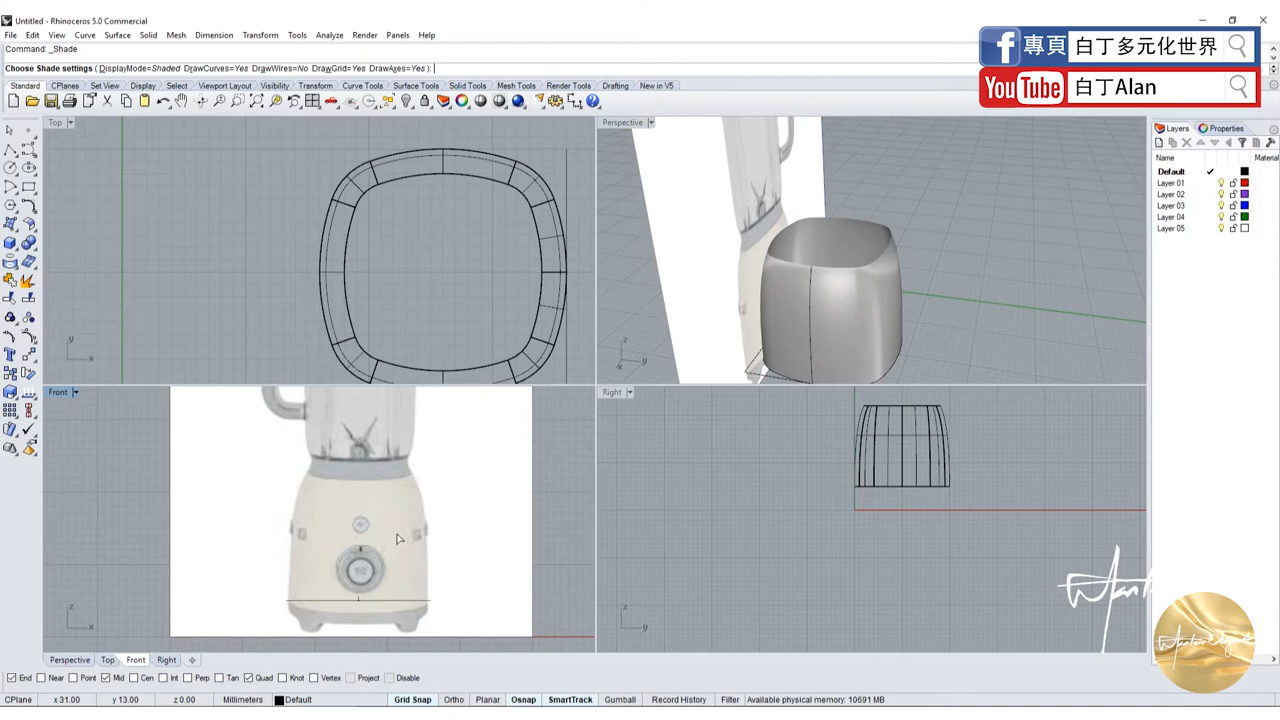 Untitled - Rhinoceros 5.0 Commercial
File Edit View Curve Surface Solid Mesh Dimension Transform Tools Analyze Render Panels Help
Command: _Shade
Choose Shade settings ( DisplayMode=Shaded DrawCurves=Yes DrawWires=No DrawGrid=Yes DrawAxes=Yes ):
專頁 白丁多元化世界
YouTube 白丁Alan
Standard CPlanes Set View Display Select Viewport Layout Visibility Transform Curve Tools Surface Tools Solid Tools Mesh Tools Render Tools Drafting New in V5
Top
Perspective
Layers Properties
Name Material
Default
Layer 01
Layer 02
Layer 03
Layer 04
Layer 05
y
x
z
y
x
Front
Right
z
x
z
y
Perspective Top Front Right
End Near Point Mid Cen Int Perp Tan Quad Knot Vertex Project Disable
CPlane x 31.00 y 13.00 z 0.00 Millimeters Default Grid Snap Ortho Planar Osnap SmartTrack Gumball Record History Filter Available physical memory: 10691 MB